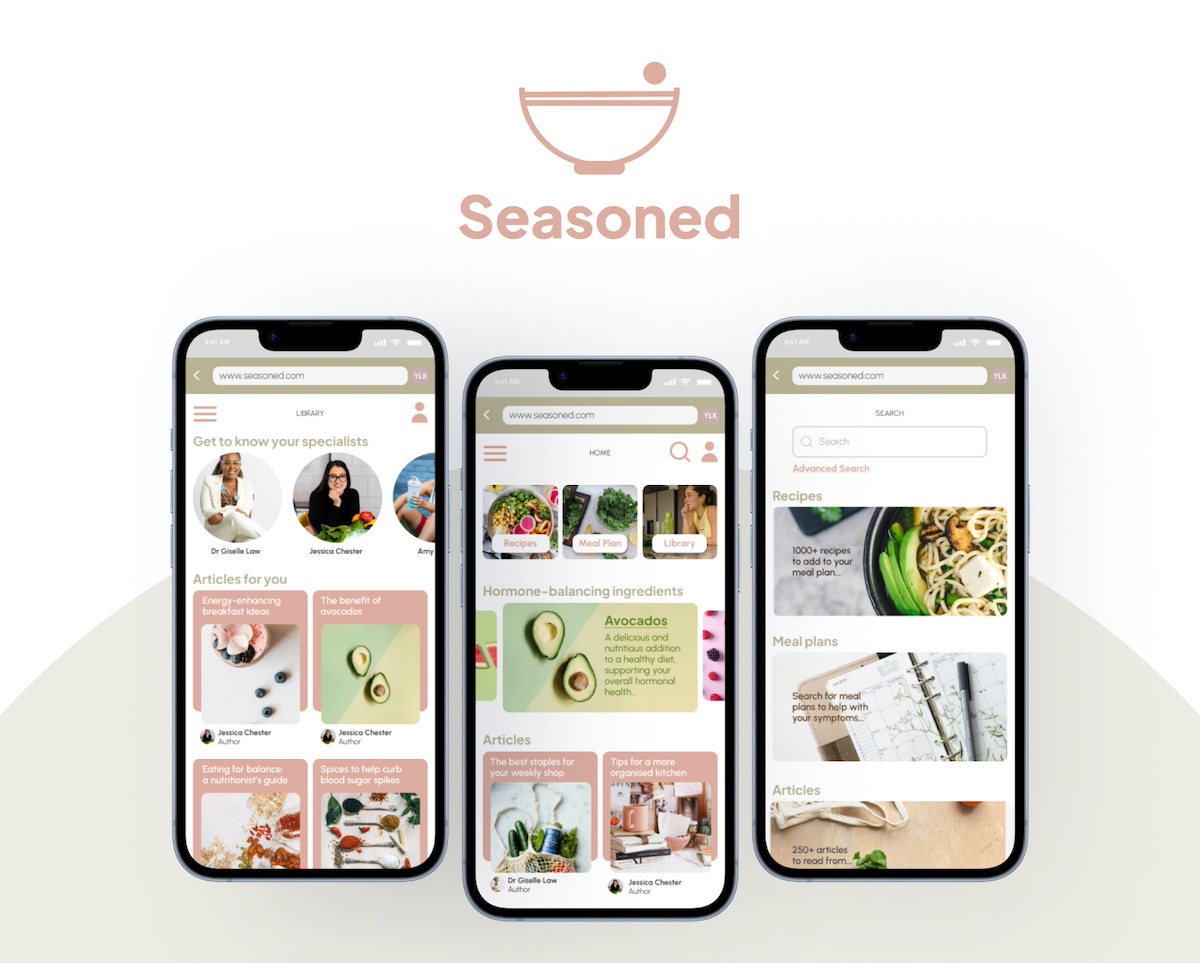 Seasoned
9:41 AM
www.seasoned.com
YLK
LIBRARY
Get to know your specialists
Dr Giselle Law
Jessica Chester
Amy
Articles for you
Energy-enhancing
breakfast ideas
The benefit of
avocados
Jessica Chester
Author
Jessica Chester
Author
Eating for balance:
a nutritionist's guide
Spices to help curb
blood sugar spikes
9:41 AM
www.seasoned.com
YLK
HOME
Recipes
Meal Plan
Library
Hormone-balancing ingredients
Avocados
A delicious and
nutritious addition
to a healthy diet,
supporting your
overall hormonal
health...
Articles
The best staples for
your weekly shop
Tips for a more
organised kitchen
Dr Giselle Law
Author
Jessica Chester
Author
9:41 AM
www.seasoned.com
YLK
SEARCH
Search
Advanced Search
Recipes
1000+ recipes
to add to your
meal plan...
Meal plans
Search for meal
plans to help with
your symptoms...
Articles
250+ articles
to read from...